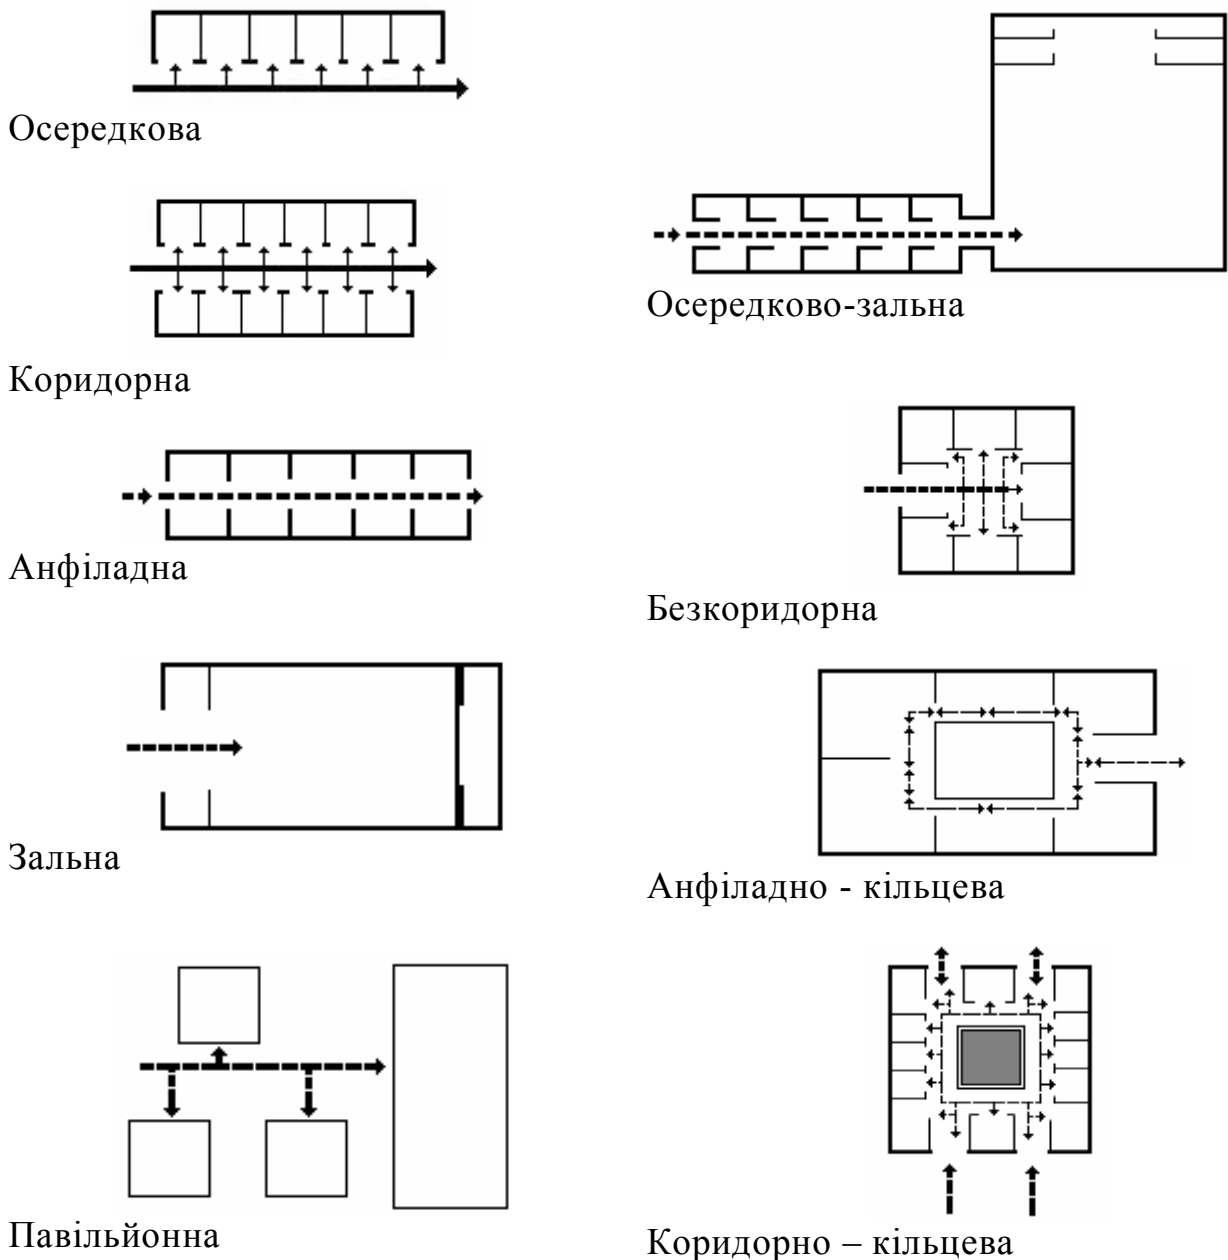 Осередкова
Коридорна
Анфіладна
Зальна
Павільйонна
Осередково-зальна
Безкоридорна
Анфіладно - кільцева
Коридорно – кільцева